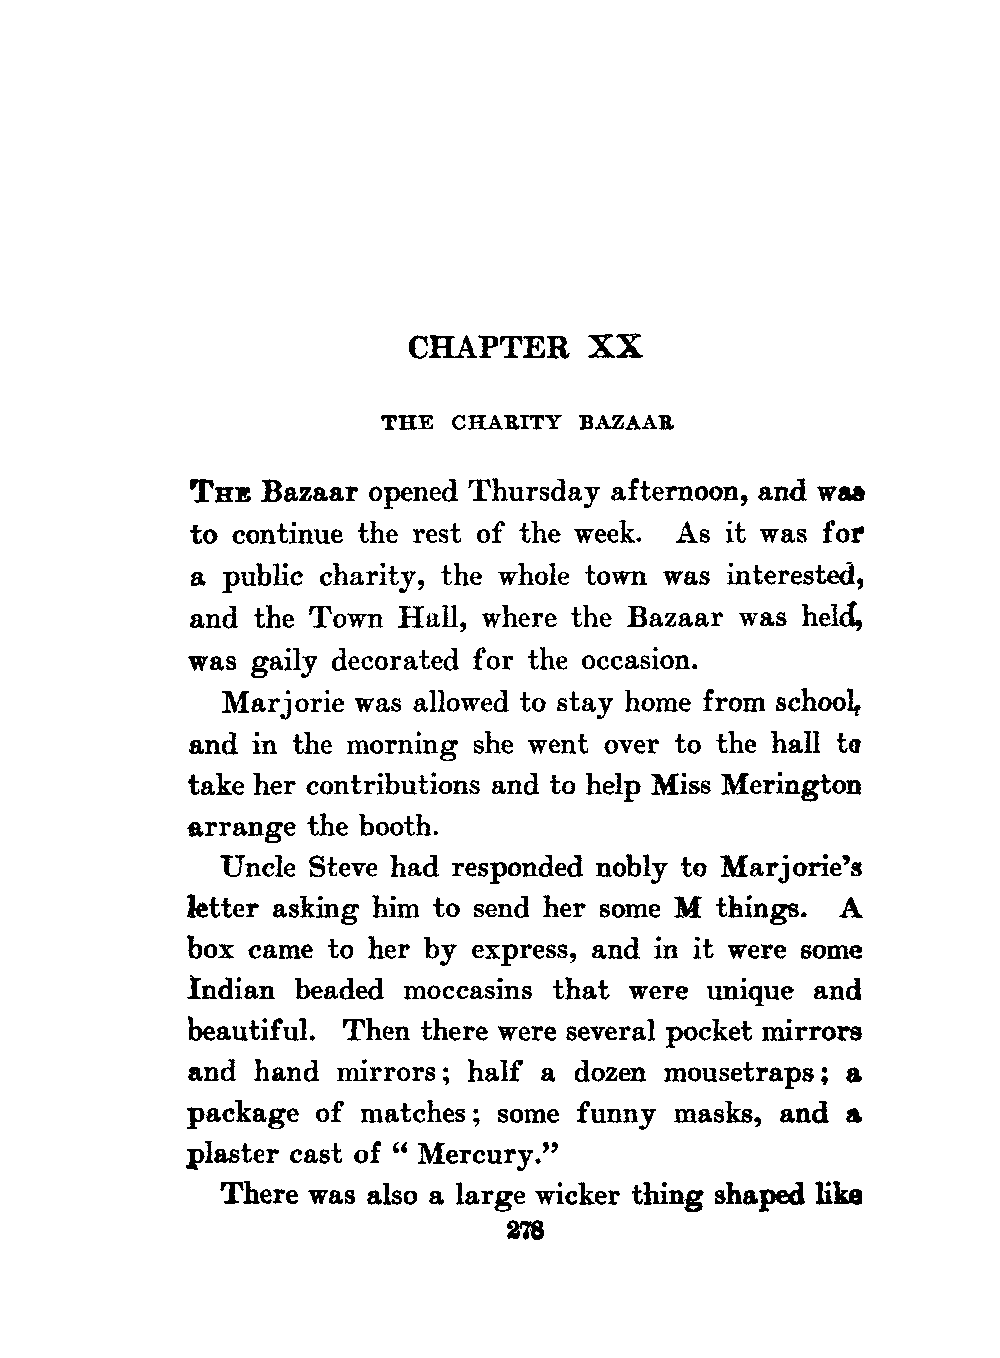 CHAPTER XX
THE CHARITY BAZAAR
THE Bazaar opened Thursday afternoon, and was
to continue the rest of the week. As it was for
a public charity, the whole town was interested,
and the Town Hall, where the Bazaar was held,
was gaily decorated for the occasion.
Marjorie was allowed to stay home from school,
and in the morning she went over to the hall to
take her contributions and to help Miss Merington
arrange the booth.
Uncle Steve had responded nobly to Marjorie's
letter asking him to send her some M things. A
box came to her by express, and in it were some
Indian beaded moccasins that were unique and
beautiful. Then there were several pocket mirrors
and hand mirrors; half a dozen mousetraps; a
package of matches; some funny masks, and a
plaster cast of " Mercury."
There was also a large wicker thing shaped like
278